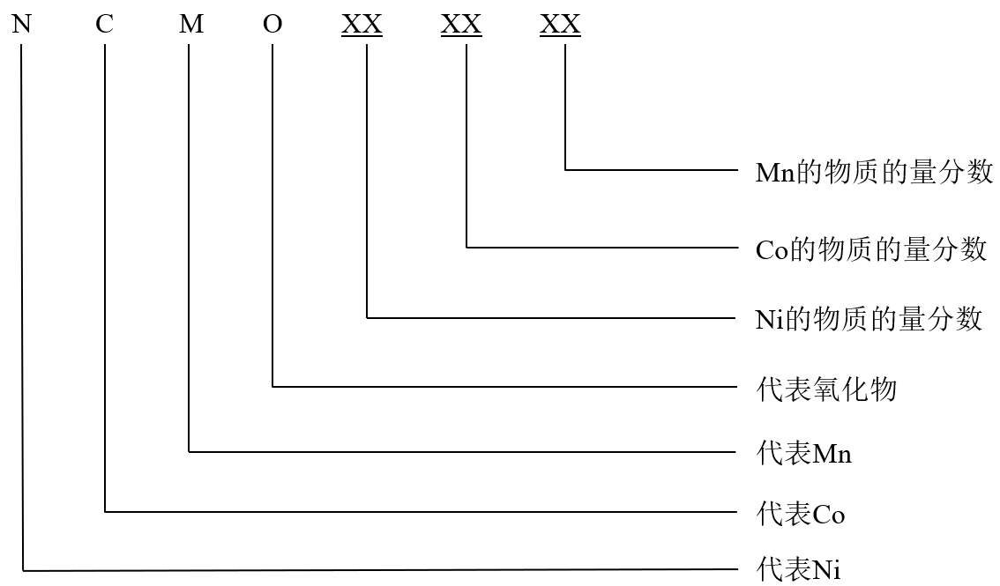 N C M O XX XX XX
Mn的物质的量分数
Co的物质的量分数
Ni的物质的量分数
代表氧化物
代表Mn
代表Co
代表Ni